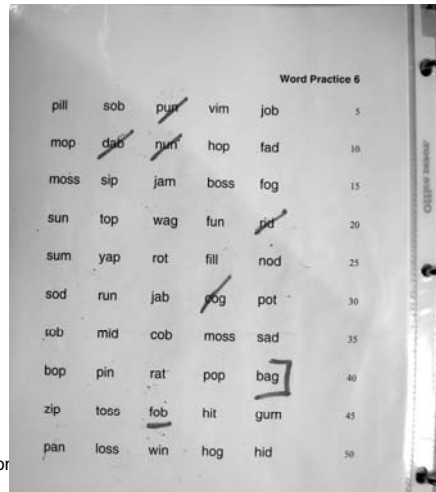 Word Practice 6
pill sob pun vim job 5
mop dab nun hop fad 10
moss sip jam boss fog 15
sun top wag fun rid 20
sum yap rot fill nod 25
sod run jab cog pot 30
rob mid cob moss sad 35
bop pin rat pop bag 40
zip toss fob hit gum 45
pan loss win hog hid 50
or